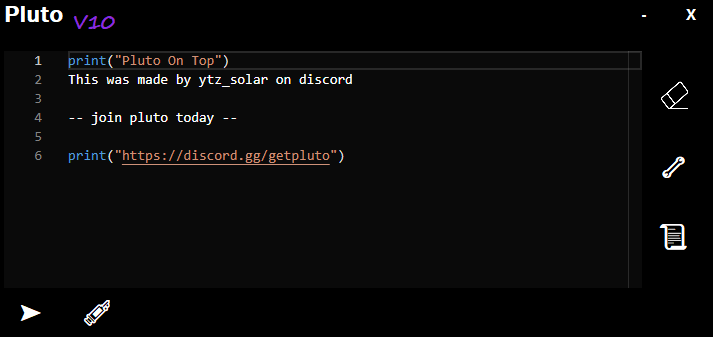 Pluto V10
- X
1 print("Pluto On Top")
2 This was made by ytz_solar on discord
3
4 -- join pluto today --
5
6 print("https://discord.gg/getpluto")